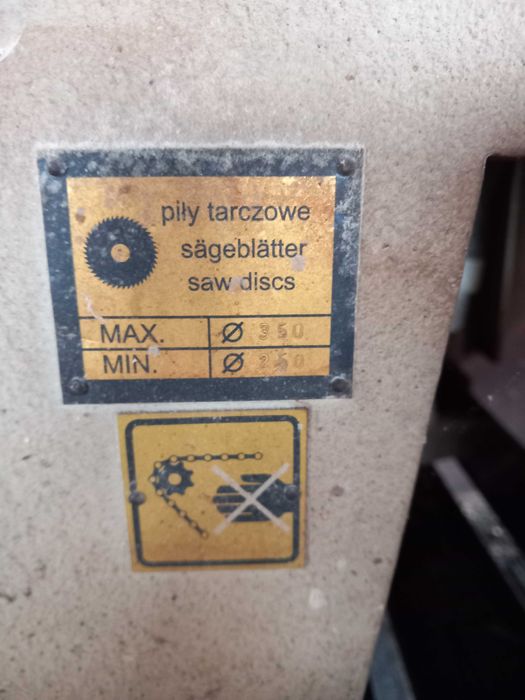 piły tarczowe
sägeblätter
saw discs
MAX. Ø 350
MIN. Ø 250